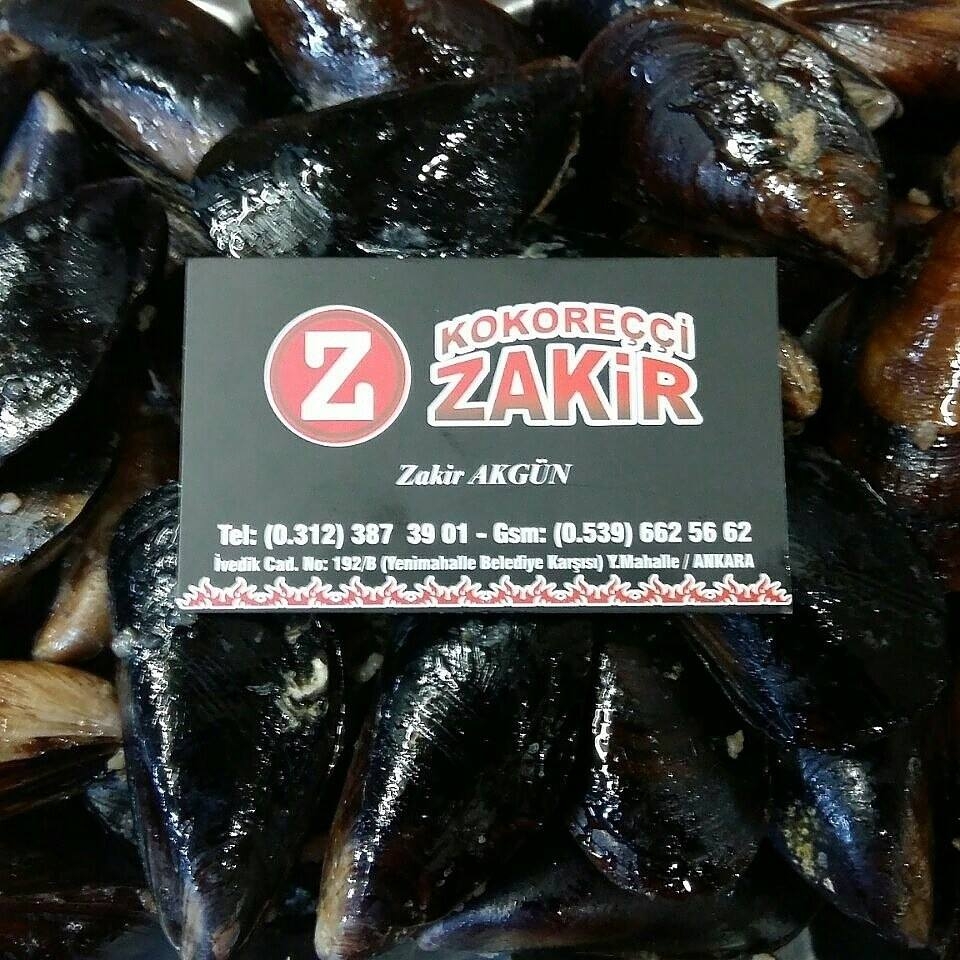 Z
KOKOREÇÇİ
ZAKİR
Zakir AKGÜN
Tel: (0.312) 387 39 01 - Gsm: (0.539) 662 56 62
İvedik Cad. No: 192/B (Yenimahalle Belediye Karşısı) Y.Mahalle / ANKARA